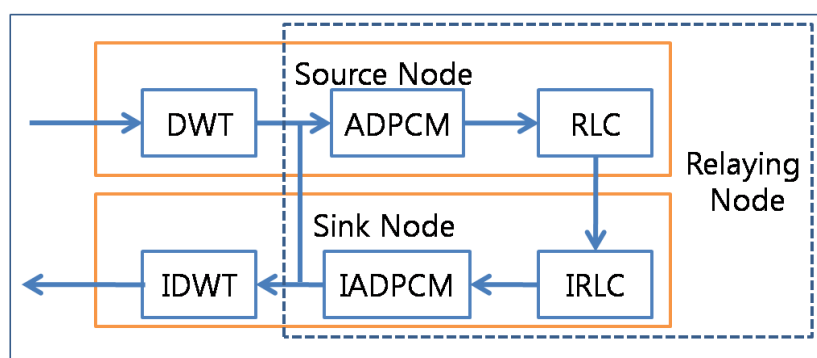 Source Node
DWT
ADPCM
RLC
Relaying
Node
Sink Node
IDWT
IADPCM
IRLC